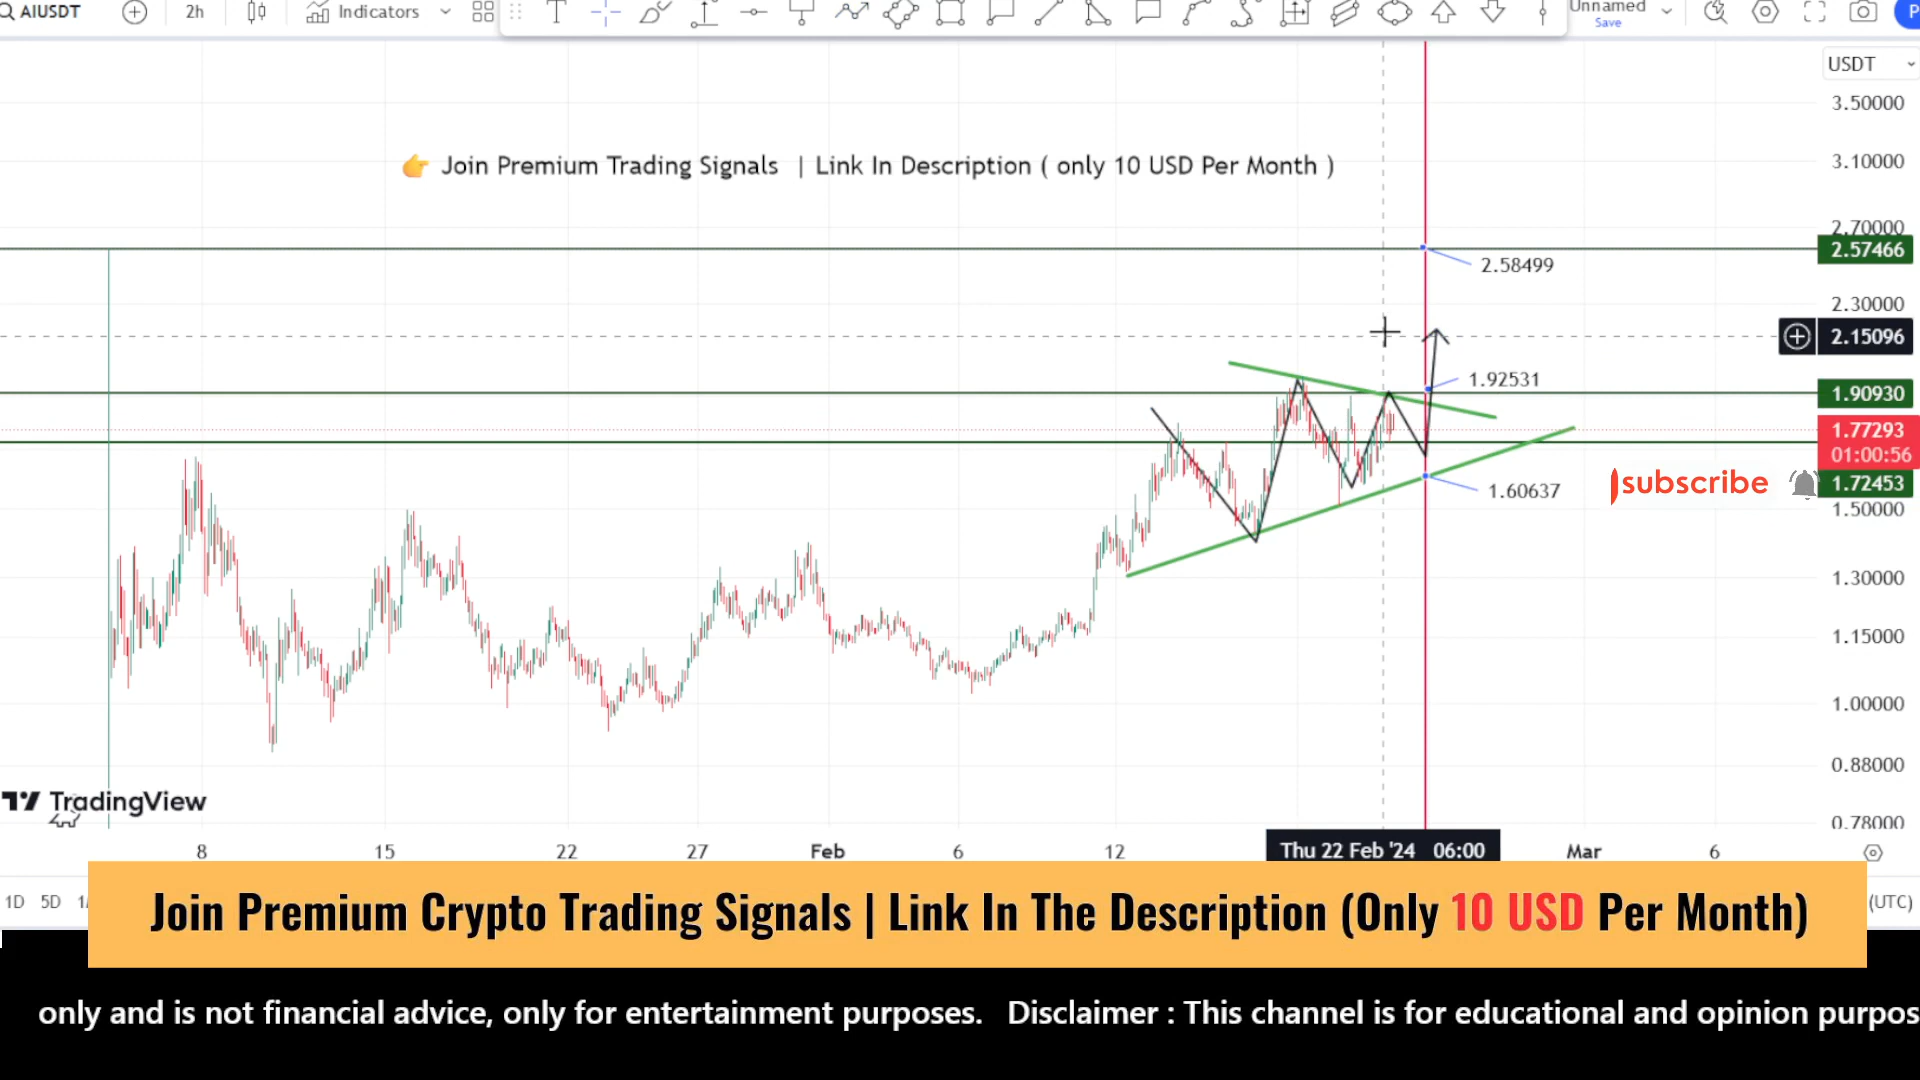 AIUSDT
2h
Indicators
Unnamed
Save
P
USDT
3.50000
👉 Join Premium Trading Signals | Link In Description ( only 10 USD Per Month )
3.10000
2.70000
2.57466
2.58499
2.30000
2.15096
1.92531
1.90930
1.77293
01:00:56
subscribe
1.72453
1.60637
1.50000
1.30000
1.15000
1.00000
0.88000
TradingView
0.78000
8
15
22
27
Feb
6
12
Thu 22 Feb '24 06:00
Mar
6
1D
5D
(UTC)
Join Premium Crypto Trading Signals | Link In The Description (Only 10 USD Per Month)
only and is not financial advice, only for entertainment purposes. Disclaimer : This channel is for educational and opinion purpos